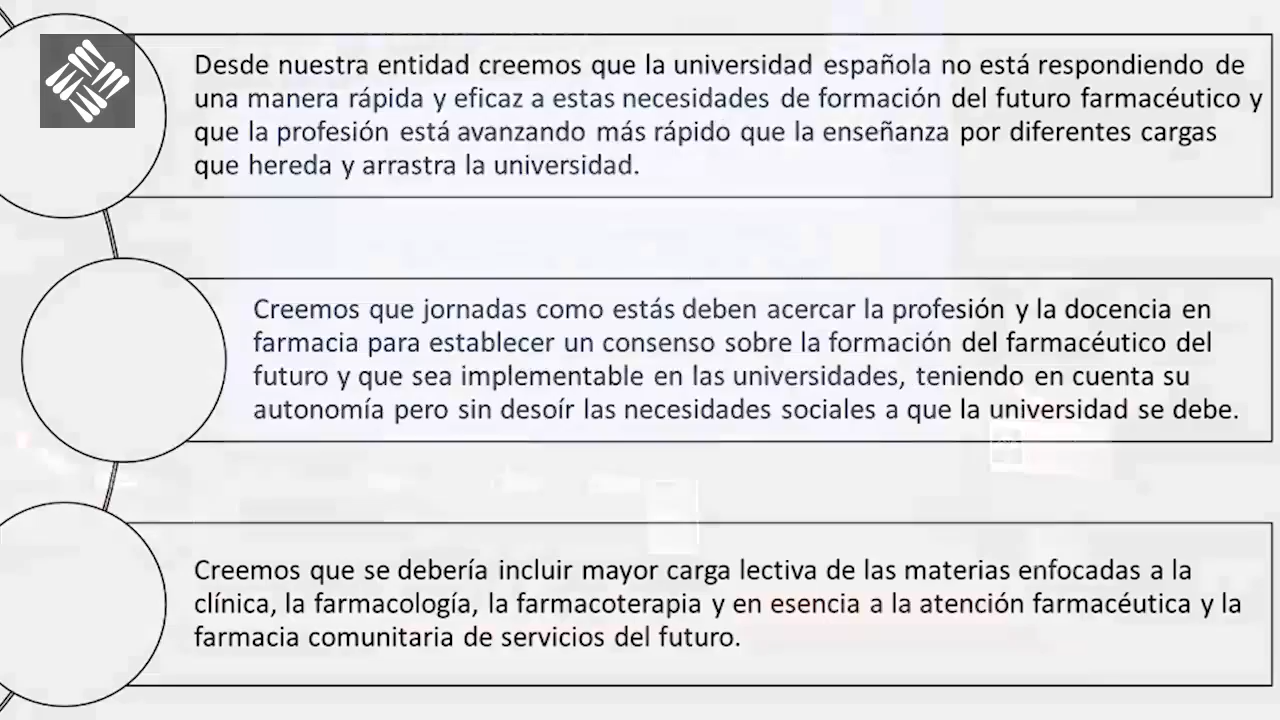 Desde nuestra entidad creemos que la universidad española no está respondiendo de
una manera rápida y eficaz a estas necesidades de formación del futuro farmacéutico y
que la profesión está avanzando más rápido que la enseñanza por diferentes cargas
que hereda y arrastra la universidad.
Creemos que jornadas como estás deben acercar la profesión y la docencia en
farmacia para establecer un consenso sobre la formación del farmacéutico del
futuro y que sea implementable en las universidades, teniendo en cuenta su
autonomía pero sin desoír las necesidades sociales a que la universidad se debe.
Creemos que se debería incluir mayor carga lectiva de las materias enfocadas a la
clínica, la farmacología, la farmacoterapia y en esencia a la atención farmacéutica y la
farmacia comunitaria de servicios del futuro.